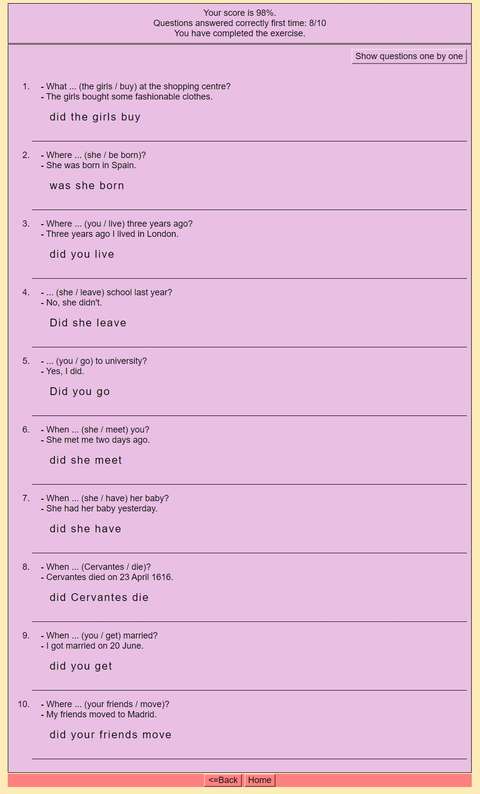 Your score is 98%.
Questions answered correctly first time: 8/10
You have completed the exercise.
Show questions one by one
1. - What ... (the girls / buy) at the shopping centre?
- The girls bought some fashionable clothes.
did the girls buy
2. - Where ... (she / be born)?
- She was born in Spain.
was she born
3. - Where ... (you / live) three years ago?
- Three years ago I lived in London.
did you live
4. - ... (she / leave) school last year?
- No, she didn't.
Did she leave
5. - ... (you / go) to university?
- Yes, I did.
Did you go
6. - When ... (she / meet) you?
- She met me two days ago.
did she meet
7. - When ... (she / have) her baby?
- She had her baby yesterday.
did she have
8. - When ... (Cervantes / die)?
- Cervantes died on 23 April 1616.
did Cervantes die
9. - When ... (you / get) married?
- I got married on 20 June.
did you get
10. - Where ... (your friends / move)?
- My friends moved to Madrid.
did your friends move
<=Back Home